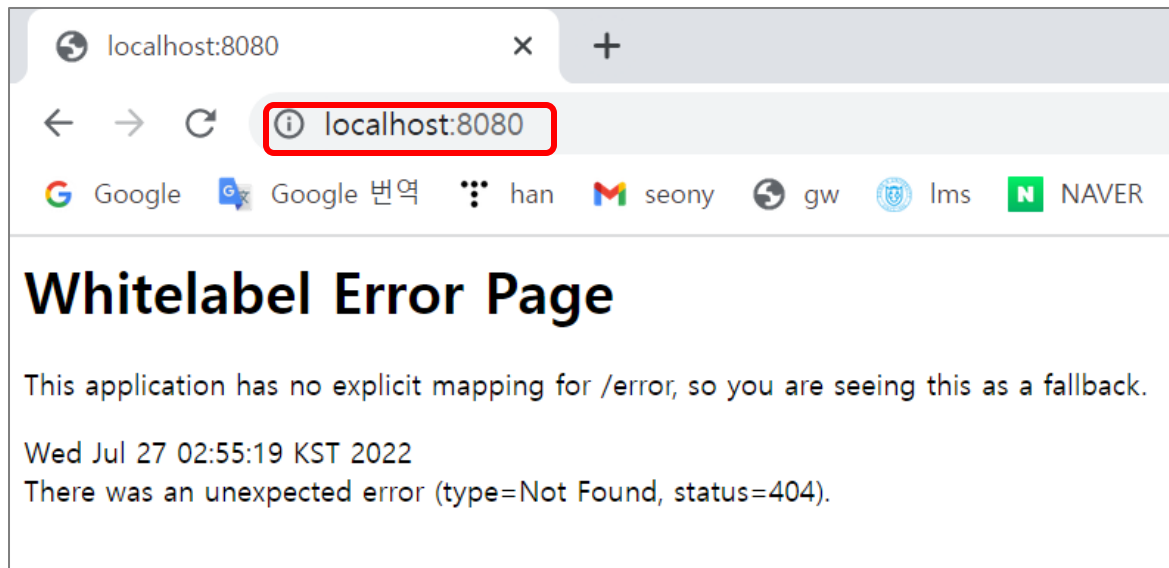 localhost:8080
localhost:8080
Google Google 번역 han seony gw lms NAVER
Whitelabel Error Page
This application has no explicit mapping for /error, so you are seeing this as a fallback.
Wed Jul 27 02:55:19 KST 2022
There was an unexpected error (type=Not Found, status=404).